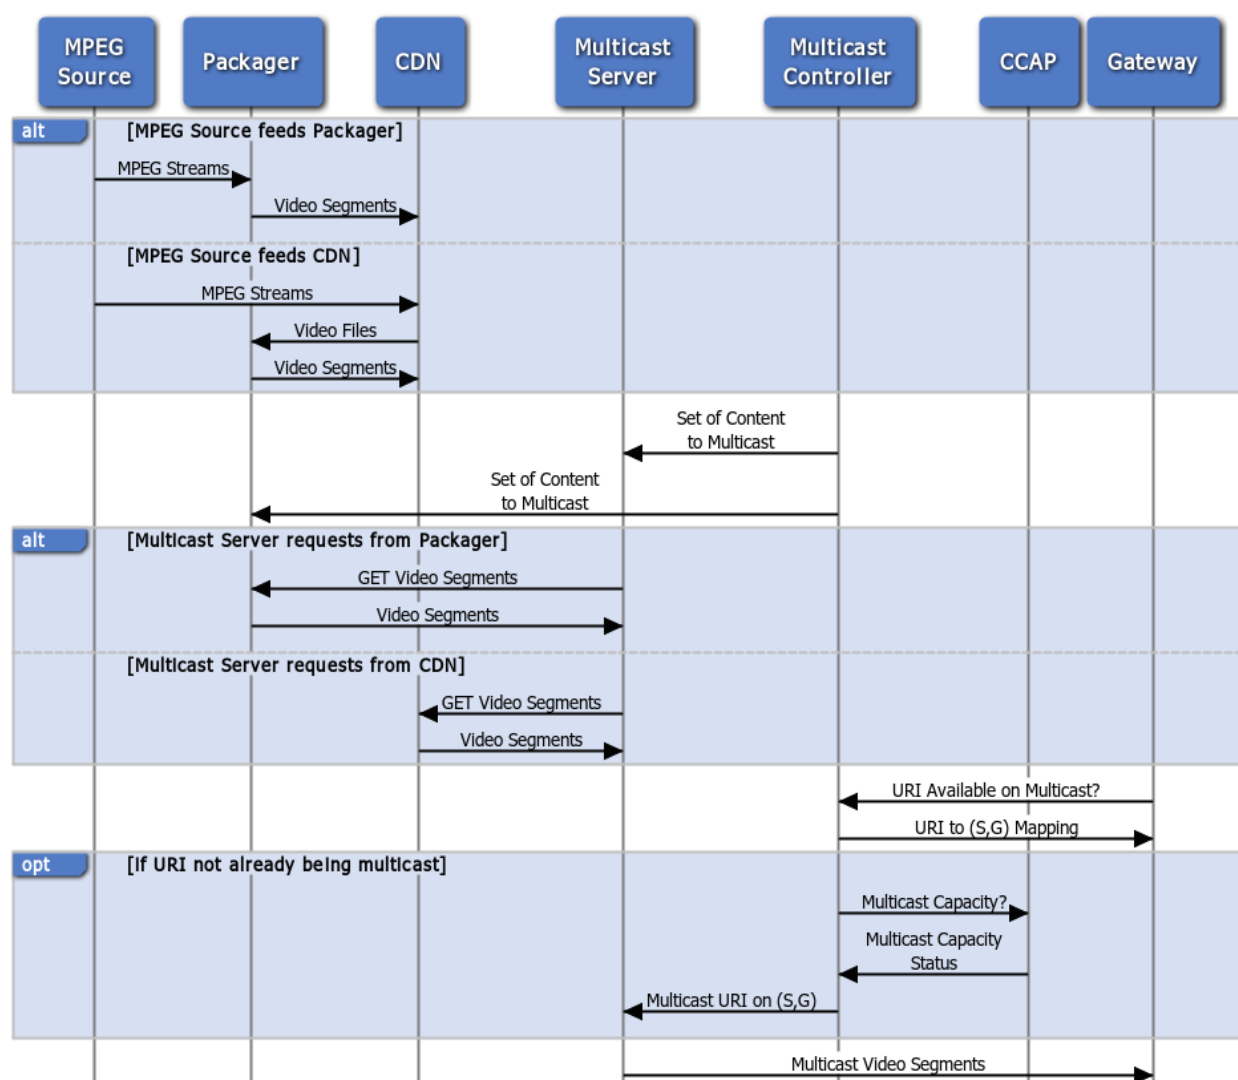 MPEG
Source
Packager
CDN
Multicast
Server
Multicast
Controller
CCAP
Gateway
alt
[MPEG Source feeds Packager]
MPEG Streams
Video Segments
[MPEG Source feeds CDN]
MPEG Streams
Video Files
Video Segments
Set of Content
to Multicast
Set of Content
to Multicast
alt
[Multicast Server requests from Packager]
GET Video Segments
Video Segments
[Multicast Server requests from CDN]
GET Video Segments
Video Segments
URI Available on Multicast?
URI to (S,G) Mapping
opt
[If URI not already being multicast]
Multicast Capacity?
Multicast Capacity
Status
Multicast URI on (S,G)
Multicast Video Segments